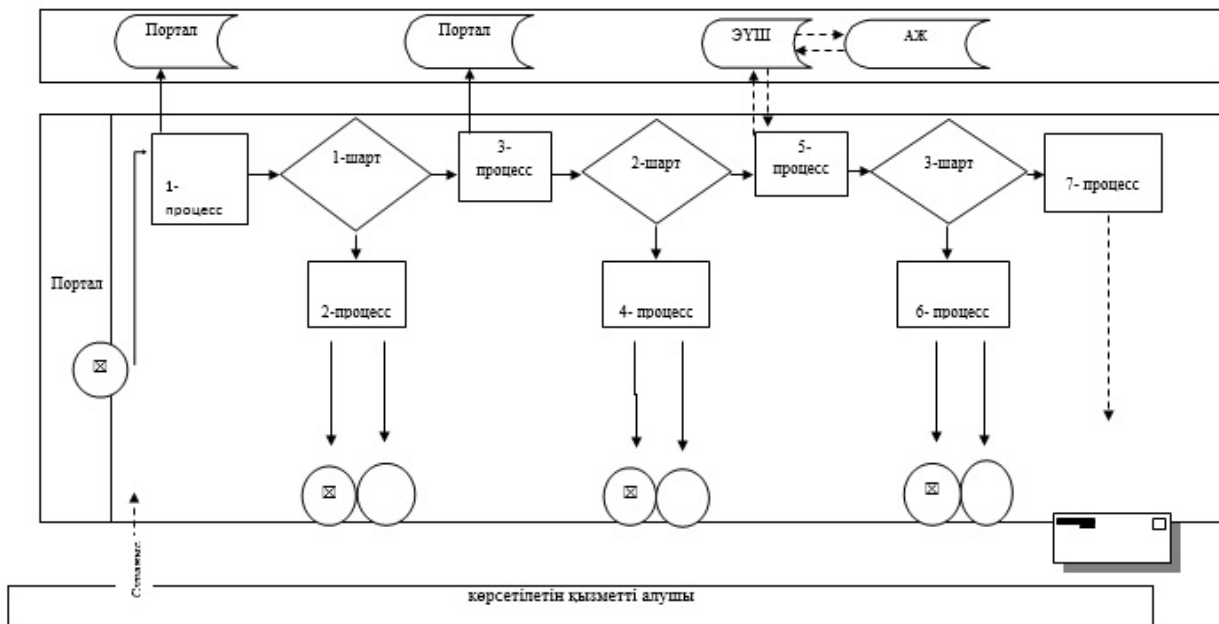 Портал
Портал
ЭҮШ
АЖ
1-
процесс
1-шарт
3-
процесс
2-шарт
5-
процесс
3-шарт
7- процесс
Портал
2-процесс
4- процесс
6- процесс
көрсетілетін қызметті алушы